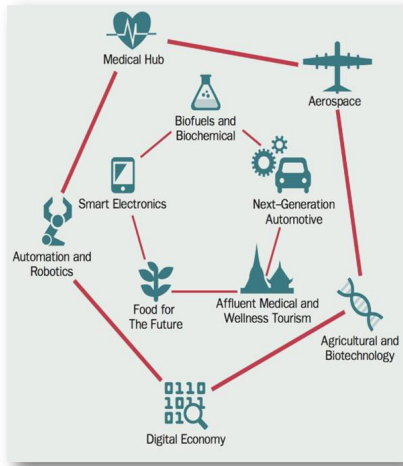 Medical Hub
Aerospace
Biofuels and
Biochemical
Smart Electronics
Next-Generation
Automotive
Automation and
Robotics
Food for
The Future
Affluent Medical and
Wellness Tourism
Agricultural and
Biotechnology
0110
1011
010
Digital Economy